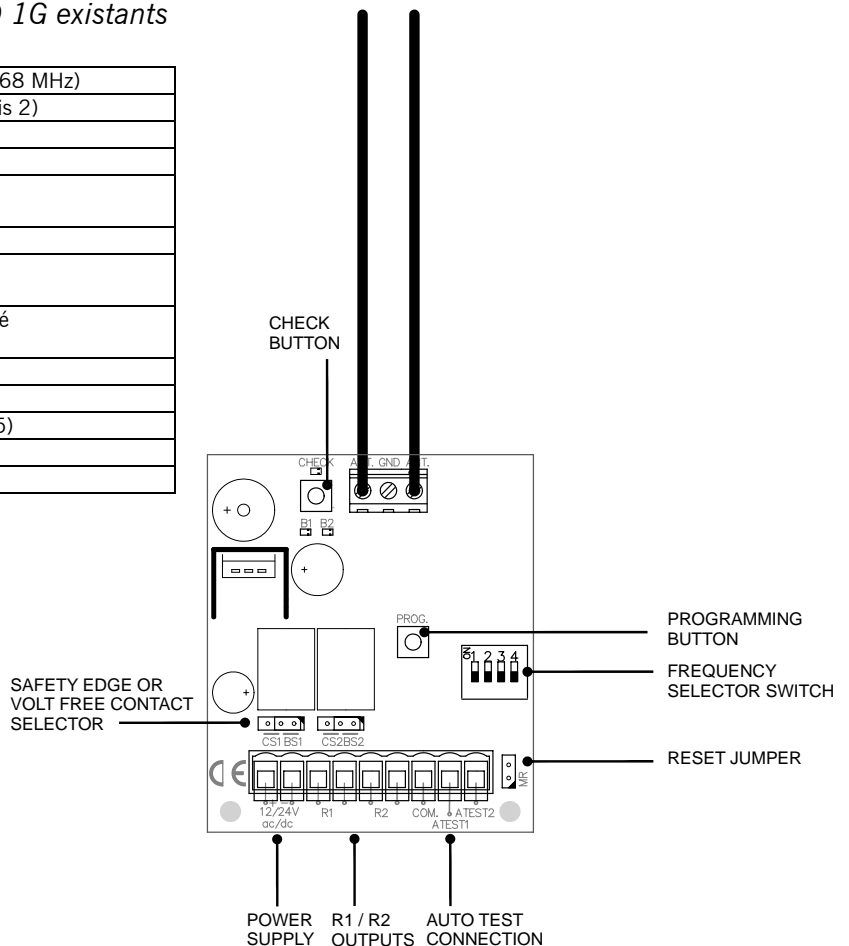 1G existants
68 MHz)
is 2)
é
5)
CHECK
BUTTON
CHECK
ANT. GND ANT.
B1 B2
PROG.
ON
1 2 3 4
PROGRAMMING
BUTTON
FREQUENCY
SELECTOR SWITCH
SAFETY EDGE OR
VOLT FREE CONTACT
SELECTOR
CS1 BS1
CS2BS2
RESET JUMPER
MR
CE
+ -
12/24V
ac/dc
R1
R2
COM.
ATEST2
ATEST1
POWER
SUPPLY
R1 / R2
OUTPUTS
AUTO TEST
CONNECTION